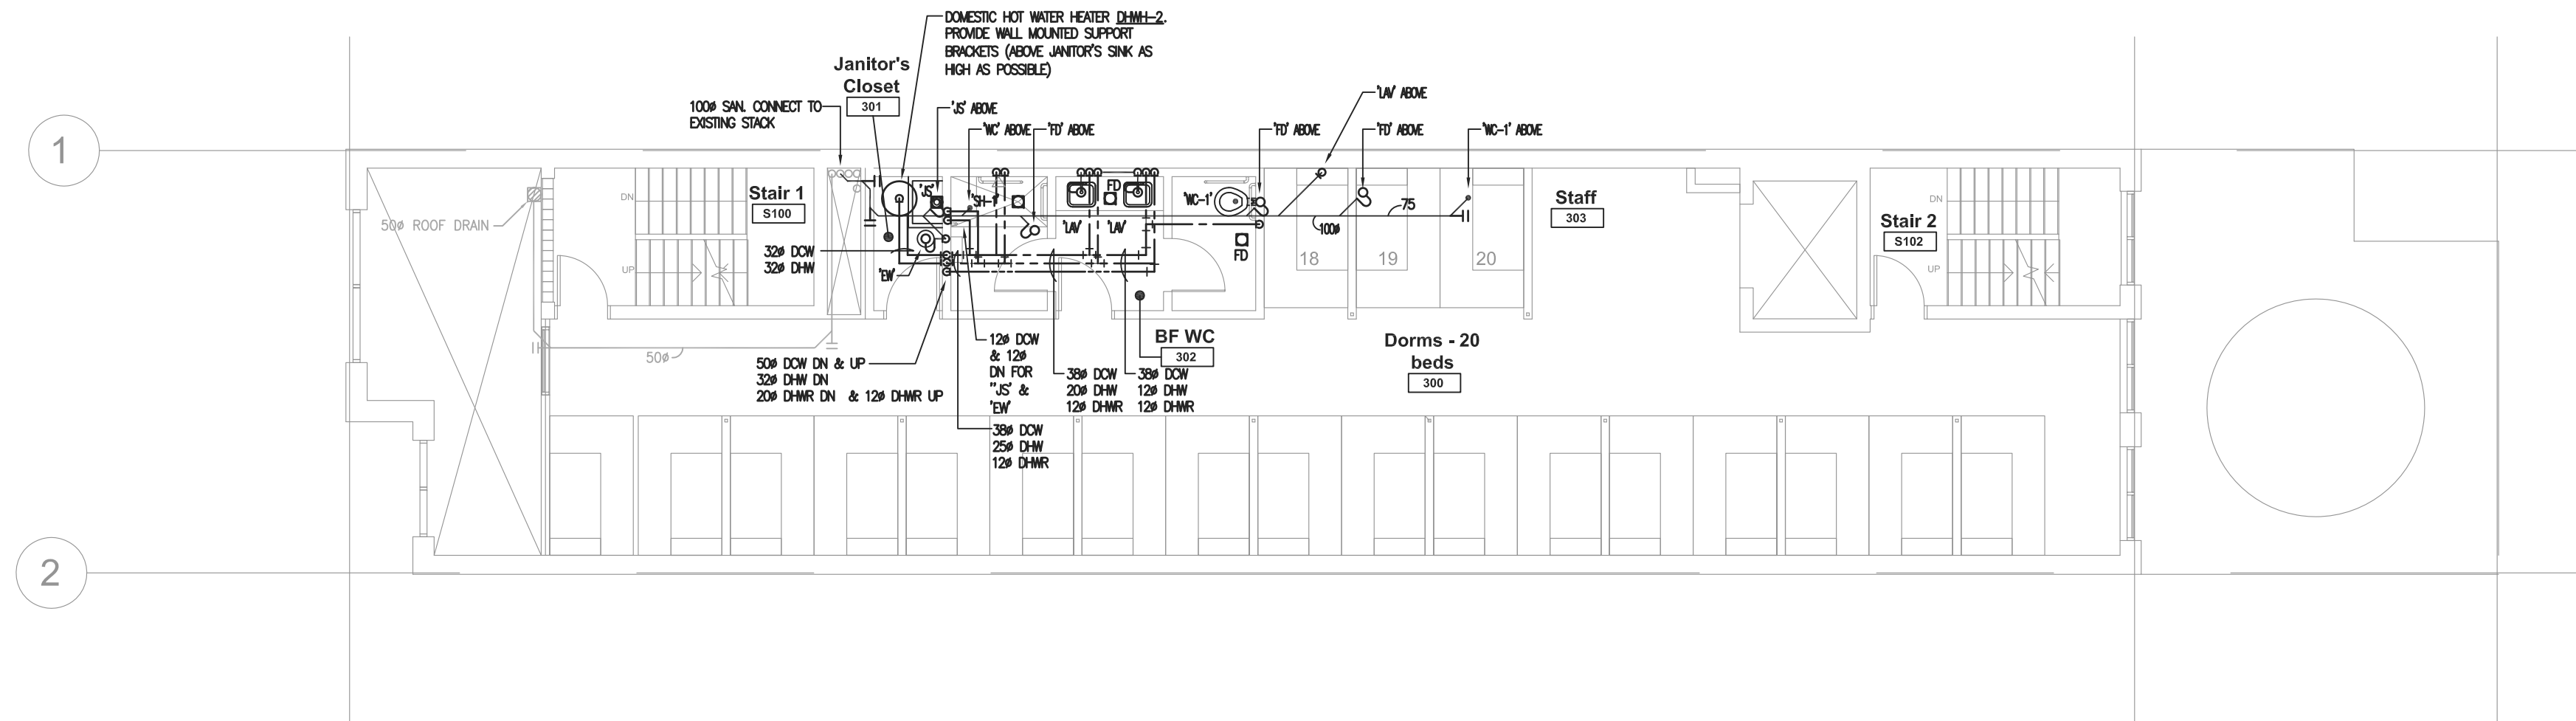 DOMESTIC HOT WATER HEATER DHWH-2.
PROVIDE WALL MOUNTED SUPPORT
BRACKETS (ABOVE JANITOR'S SINK AS
HIGH AS POSSIBLE)
Janitor's
Closet
301
100ø SAN. CONNECT TO
EXISTING STACK
'JS' ABOVE
'WC' ABOVE
'FD' ABOVE
'LAV' ABOVE
'FD' ABOVE
'FD' ABOVE
'WC-1' ABOVE
1
Stair 1
S100
DN
UP
50ø ROOF DRAIN
32ø DCW
32ø DHW
'JS'
'SH-1'
'EW'
FD
'LAV'
'LAV'
'WC-1'
FD
75
100ø
18
19
20
Staff
303
Stair 2
S102
DN
UP
50ø
50ø DCW DN & UP
32ø DHW DN
20ø DHWR DN & 12ø DHWR UP
12ø DCW
& 12ø
DN FOR
"JS' &
'EW'
38ø DCW
20ø DHW
12ø DHWR
38ø DCW
12ø DHW
12ø DHWR
BF WC
302
Dorms - 20
beds
300
38ø DCW
25ø DHW
12ø DHWR
2